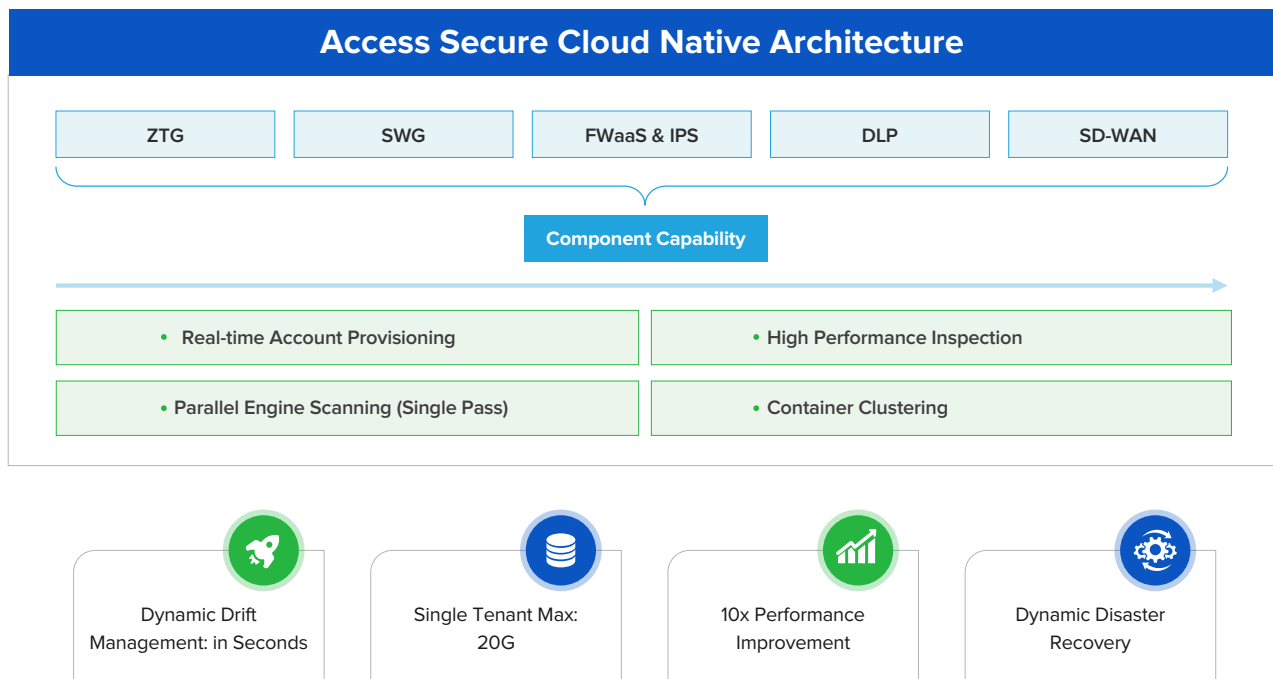 Access Secure Cloud Native Architecture
ZTG
SWG
FWaaS & IPS
DLP
SD-WAN
Component Capability
• Real-time Account Provisioning
• High Performance Inspection
• Parallel Engine Scanning (Single Pass)
• Container Clustering
Dynamic Drift
Management: in Seconds
Single Tenant Max:
20G
10x Performance
Improvement
Dynamic Disaster
Recovery